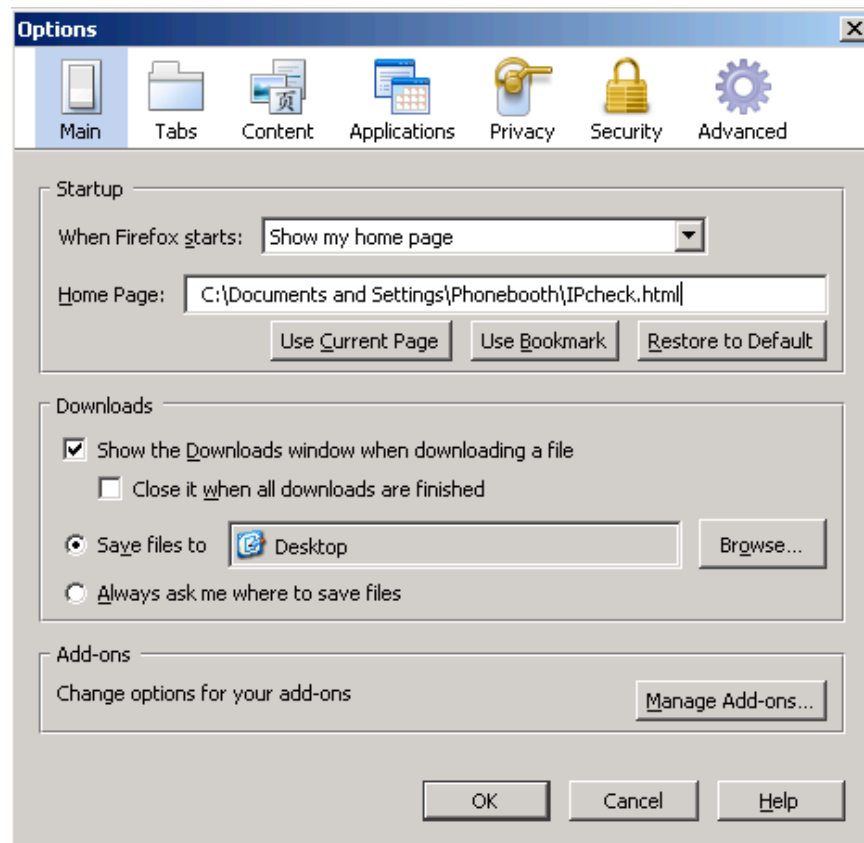 Options
Main Tabs Content Applications Privacy Security Advanced
页
Startup
When Firefox starts: Show my home page
Home Page: C:\Documents and Settings\Phonebooth\IPcheck.html
Use Current Page Use Bookmark Restore to Default
Downloads
Show the Downloads window when downloading a file
Close it when all downloads are finished
Save files to Desktop Browse...
Always ask me where to save files
Add-ons
Change options for your add-ons Manage Add-ons...
OK Cancel Help